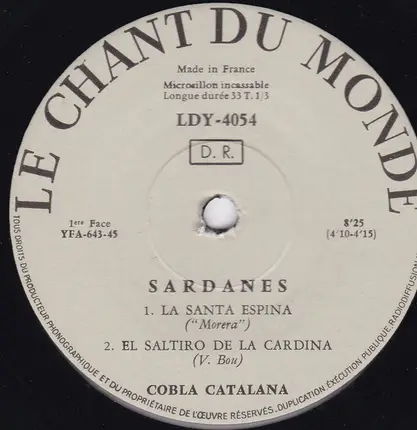 LE CHANT DU MONDE
Made in France
Microsillon incassable
Longue durée 33 T. 1/3
LDY-4054
D. R.
1ere Face
YFA-643-45
8'25
(4'10-4'15)
SARDANES
1. LA SANTA ESPINA
("Morera")
2. EL SALTIRO DE LA CARDINA
(V. Bou)
COBLA CATALANA
TOUS DROITS DU PRODUCTEUR PHONOGRAPHIQUE ET DU PROPRIÉTAIRE DE L'ŒUVRE RÉSERVÉS. DUPLICATION EXÉCUTION PUBLIQUE RADIODIFFUSION